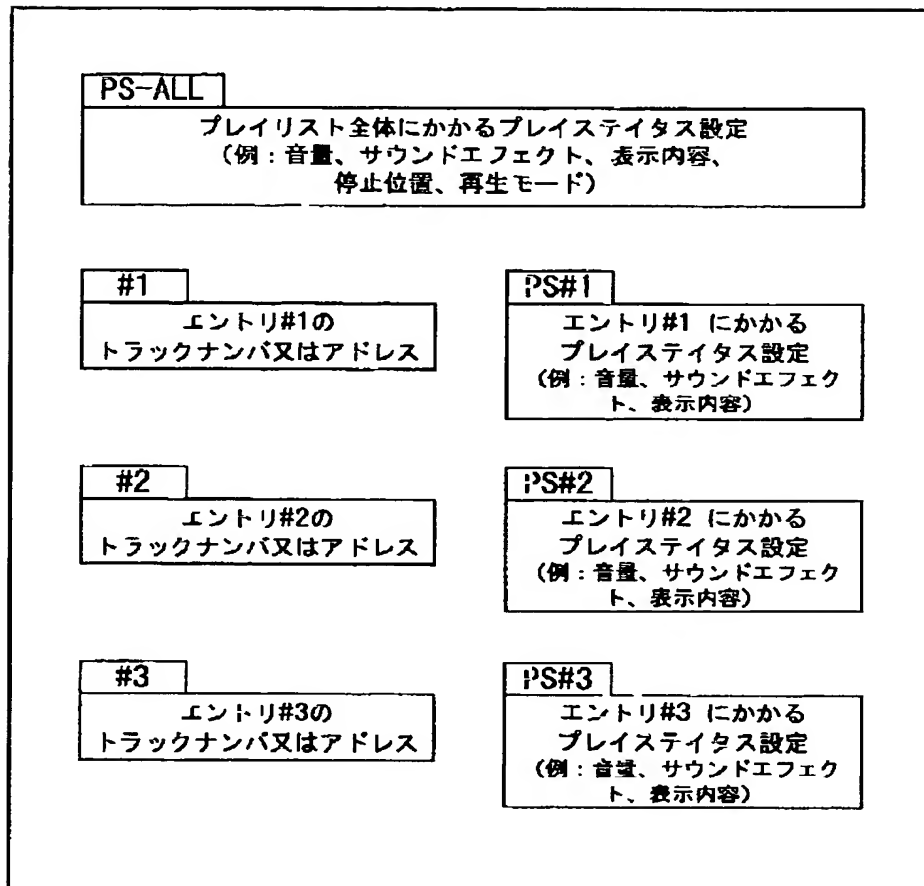 PS-ALL
プレイリスト全体にかかるプレイステイタス設定
（例：音量、サウンドエフェクト、表示内容、
停止位置、再生モード）
#1
エントリ#1の
トラックナンバ又はアドレス
PS#1
エントリ#1 にかかる
プレイステイタス設定
（例：音量、サウンドエフェク
ト、表示内容）
#2
エントリ#2の
トラックナンバ又はアドレス
PS#2
エントリ#2 にかかる
プレイステイタス設定
（例：音量、サウンドエフェク
ト、表示内容）
#3
エントリ#3の
トラックナンバ又はアドレス
PS#3
エントリ#3 にかかる
プレイステイタス設定
（例：音量、サウンドエフェク
ト、表示内容）